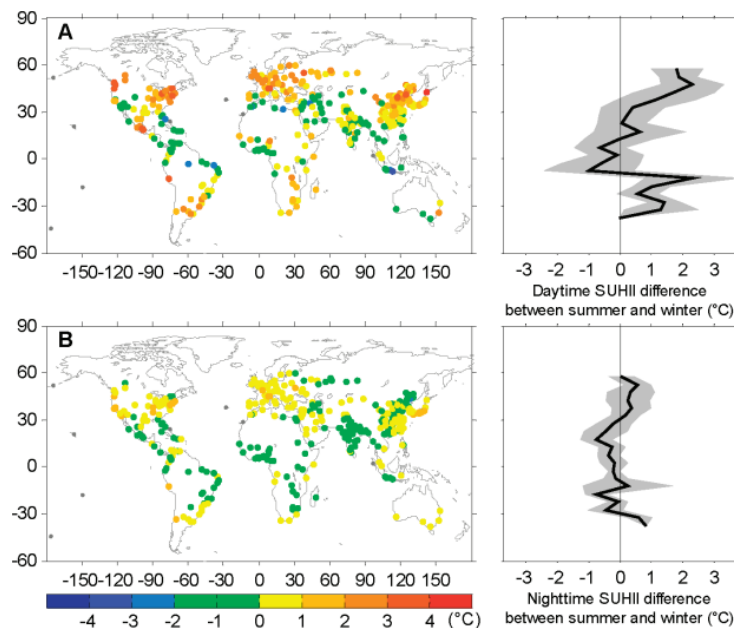 90
A
60
30
0
-30
-60
-150 -120 -90 -60 -30 0 30 60 90 120 150
-3 -2 -1 0 1 2 3
Daytime SUHII difference
between summer and winter (°C)
90
B
60
30
0
-30
-60
-150 -120 -90 -60 -30 0 30 60 90 120 150
-3 -2 -1 0 1 2 3
Nighttime SUHII difference
between summer and winter (°C)
-4 -3 -2 -1 0 1 2 3 4 (°C)